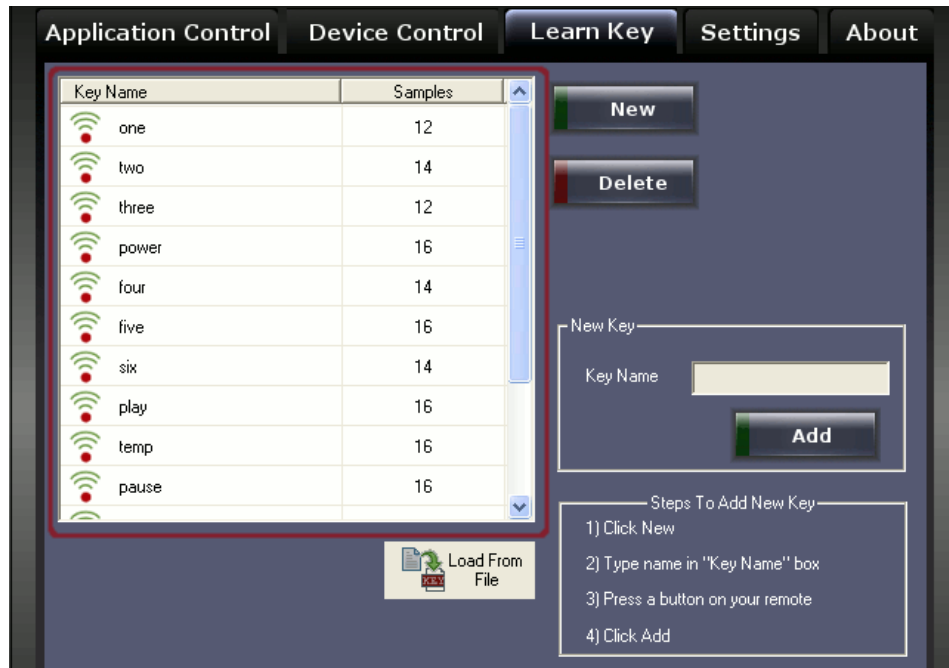 Application Control Device Control Learn Key Settings About
Key Name Samples
one 12
two 14
three 12
power 16
four 14
five 16
six 14
play 16
temp 16
pause 16
New
Delete
New Key
Key Name
Add
Steps To Add New Key
1) Click New
2) Type name in "Key Name" box
3) Press a button on your remote
4) Click Add
KEY
Load From
File